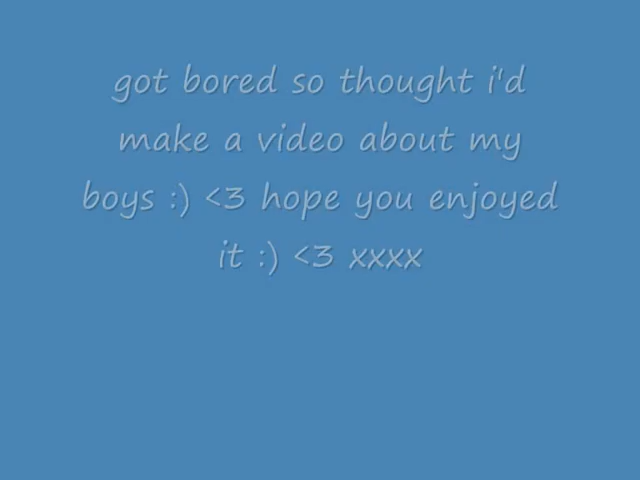 got bored so thought i'd
make a video about my
boys :) <3 hope you enjoyed
it :) <3 xxxx